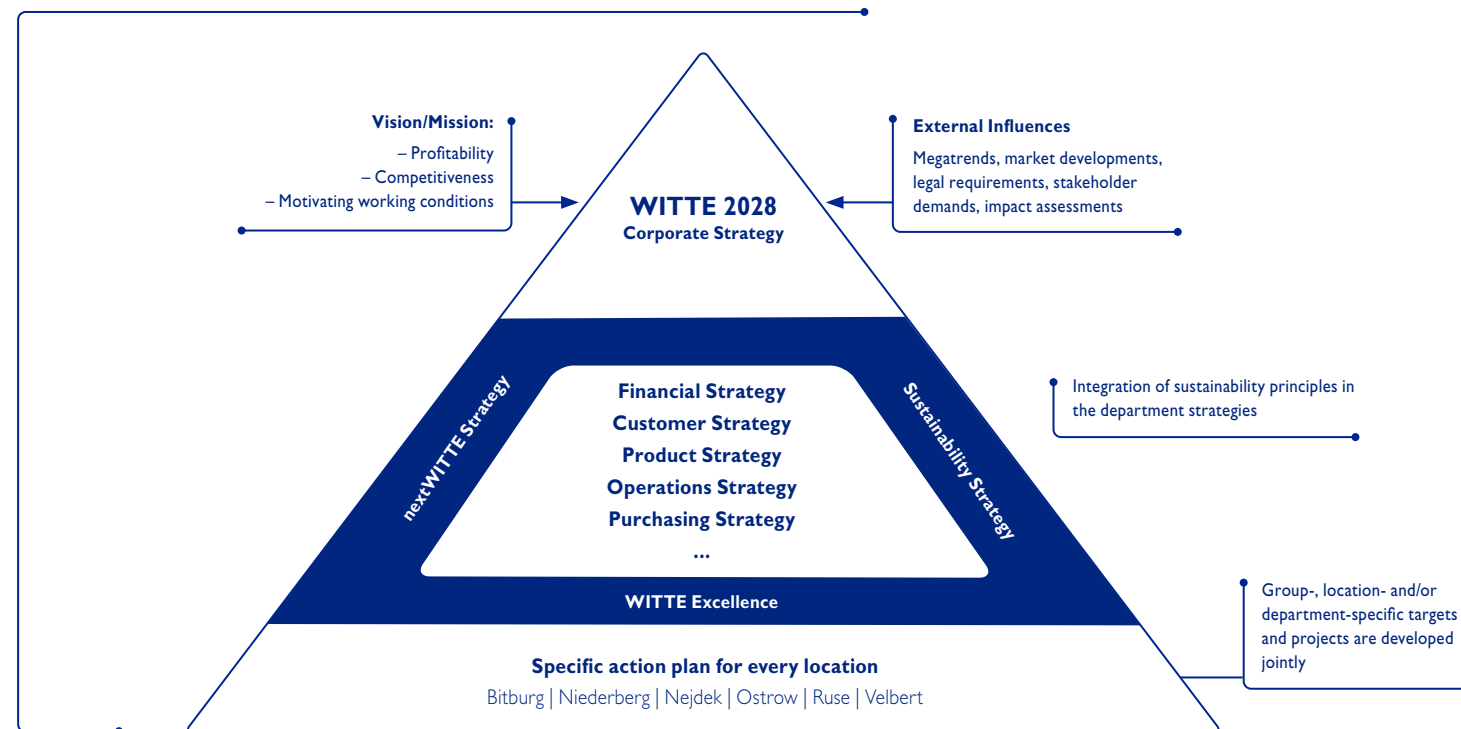 Vision/Mission:
– Profitability
– Competitiveness
– Motivating working conditions
External Influences
Megatrends, market developments,
legal requirements, stakeholder
demands, impact assessments
WITTE 2028
Corporate Strategy
nextWITTE Strategy
Financial Strategy
Customer Strategy
Product Strategy
Operations Strategy
Purchasing Strategy
...
Sustainability Strategy
Integration of sustainability principles in
the department strategies
WITTE Excellence
Group-, location- and/or
department-specific targets
and projects are developed
jointly
Specific action plan for every location
Bitburg | Niederberg | Nejdek | Ostrow | Ruse | Velbert